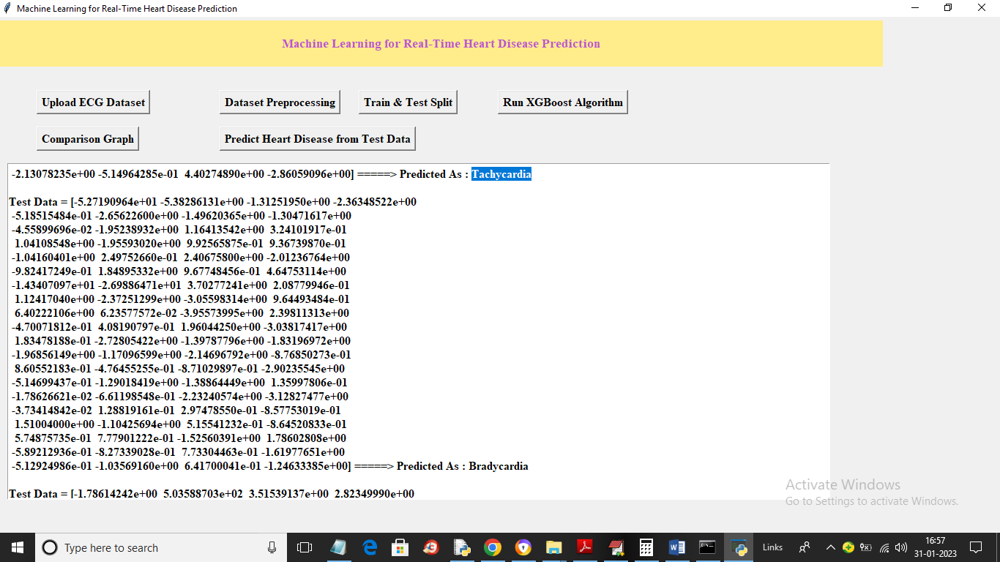 Machine Learning for Real-Time Heart Disease Prediction
Machine Learning for Real-Time Heart Disease Prediction
Upload ECG Dataset Dataset Preprocessing Train & Test Split Run XGBoost Algorithm
Comparison Graph Predict Heart Disease from Test Data
-2.13078235e+00 -5.14964285e-01 4.40274890e+00 -2.86059096e+00] =====> Predicted As : Tachycardia
Test Data = [-5.27190964e+01 -5.38286131e+00 -1.31251950e+00 -2.36348522e+00
-5.18515484e-01 -2.65622600e+00 -1.49620365e+00 -1.30471617e+00
-4.55899696e-02 -1.95238932e+00 1.16413542e+00 3.24101917e-01
1.04108548e+00 -1.95593020e+00 9.92565875e-01 9.36739870e-01
-1.04160401e+00 2.49752660e-01 2.40675800e+00 -2.01236764e+00
-9.82417249e-01 1.84895332e+00 9.67748456e-01 4.64753114e+00
-1.43407097e+01 -2.69886471e+01 3.70277241e+00 2.08779946e-01
1.12417040e+00 -2.37251299e+00 -3.05598314e+00 9.64493484e-01
6.40222106e+00 6.23577572e-02 -3.95573995e+00 2.39811313e+00
-4.70071812e-01 4.08190797e-01 1.96044250e+00 -3.03817417e+00
1.83478188e-01 -2.72805422e+00 -1.39787796e+00 -1.83196972e+00
-1.96856149e+00 -1.17096599e+00 -2.14696792e+00 -8.76850273e-01
8.60552183e-01 -4.76455255e-01 -8.71029897e-01 -2.90235545e+00
-5.14699437e-01 -1.29018419e+00 -1.38864449e+00 1.35997806e-01
-1.78626621e-02 -6.61198548e-01 -2.23240574e+00 -3.12827477e+00
-3.73414842e-02 1.28819161e-01 2.97478550e-01 -8.57753019e-01
1.51004000e+00 -1.10425694e+00 5.15541232e-01 -8.64520833e-01
5.74875735e-01 7.77901222e-01 -1.52560391e+00 1.78602808e+00
-5.89212936e-01 -8.27339028e-01 7.73304463e-01 -1.61977651e+00
-5.12924986e-01 -1.03569160e+00 6.41700041e-01 -1.24633385e+00] =====> Predicted As : Bradycardia
Test Data = [-1.78614242e+00 5.03588703e+02 3.51539137e+00 2.82349990e+00
Activate Windows
Go to Settings to activate Windows.
Type here to search
Links
16:57
31-01-2023